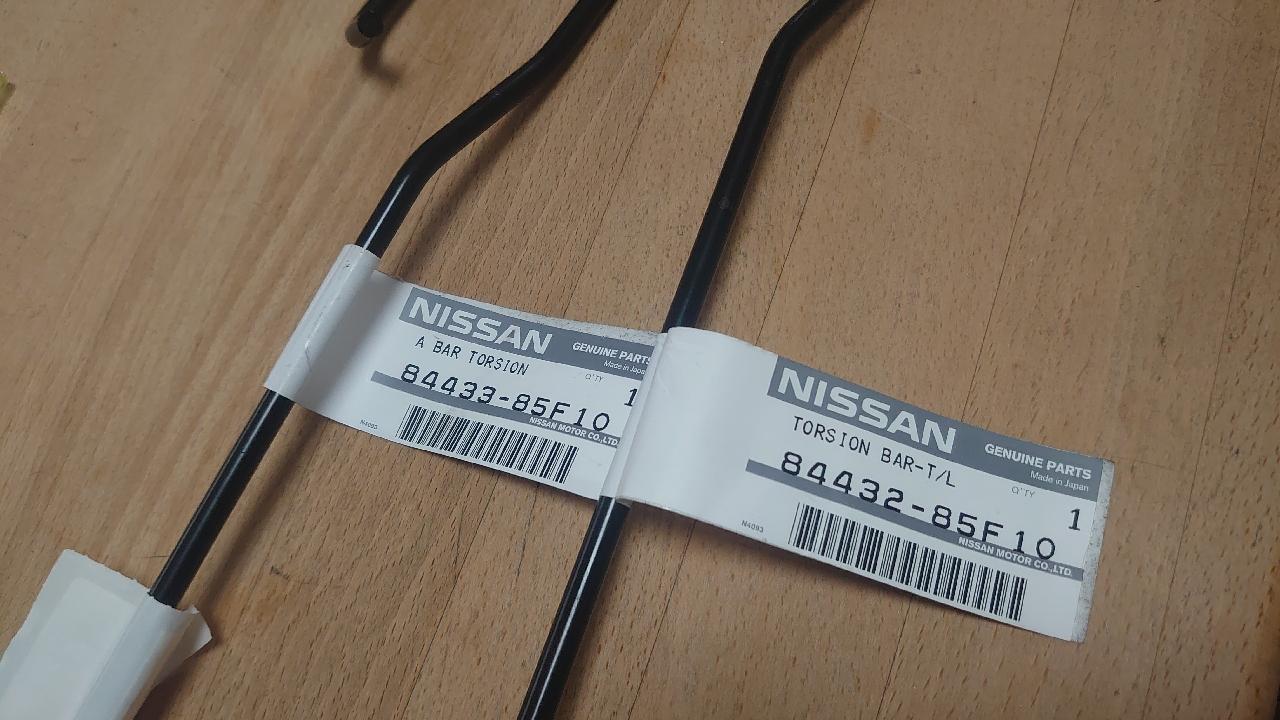 NISSAN
GENUINE PARTS
Made in Japan
A BAR TORSION
Q'TY
84433-85F10
1
NISSAN MOTOR CO.,LTD.
N4093
NISSAN
GENUINE PARTS
Made in Japan
TORSION BAR-T/L
Q'TY
84432-85F10
1
NISSAN MOTOR CO.,LTD.
N4093